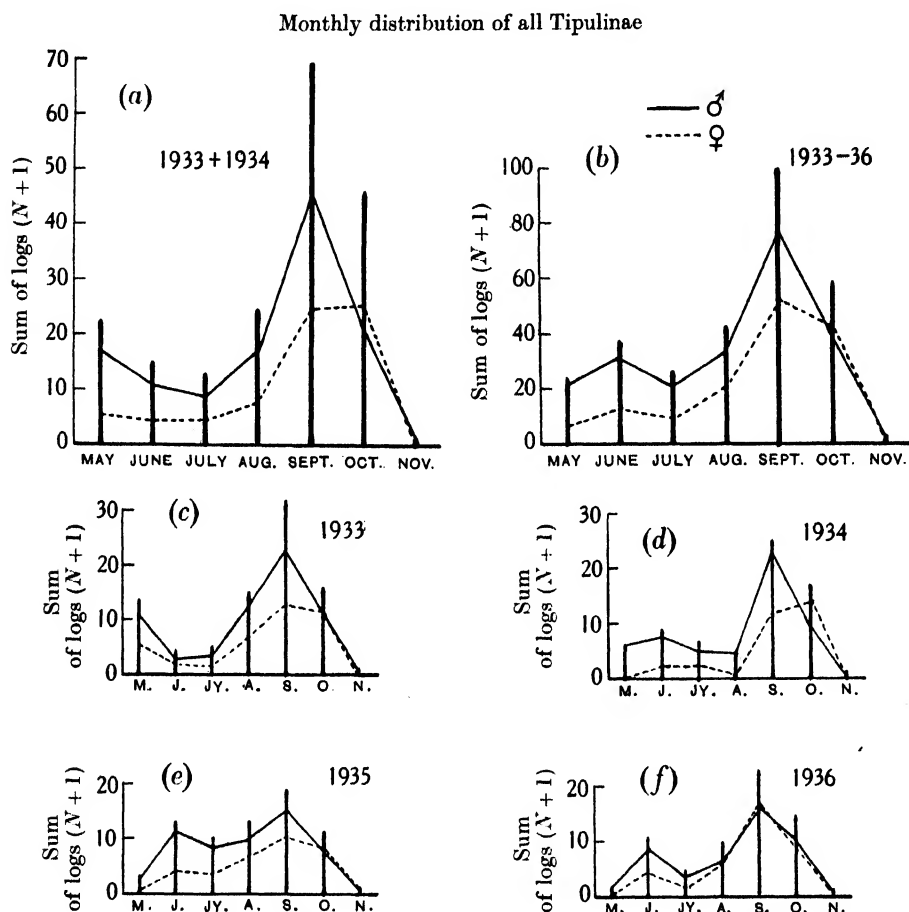 Monthly distribution of all Tipulinae
(a)
1933+1934
Sum of logs (N + 1)
70
60
50
40
30
20
10
0
MAY JUNE JULY AUG. SEPT. OCT. NOV.
♂
♀
(b)
1933-36
Sum of logs (N + 1)
100
80
60
40
20
0
MAY JUNE JULY AUG. SEPT. OCT. NOV.
(c)
1933
Sum
of logs (N + 1)
30
20
10
0
M. J. JY. A. S. O. N.
(d)
1934
Sum
of logs (N + 1)
30
20
10
0
M. J. JY. A. S. O. N.
(e)
1935
Sum
of logs (N + 1)
20
10
0
M. J. JY. A. S. O. N.
(f)
1936
Sum
of logs (N + 1)
20
10
0
M. J. JY. A. S. O. N.